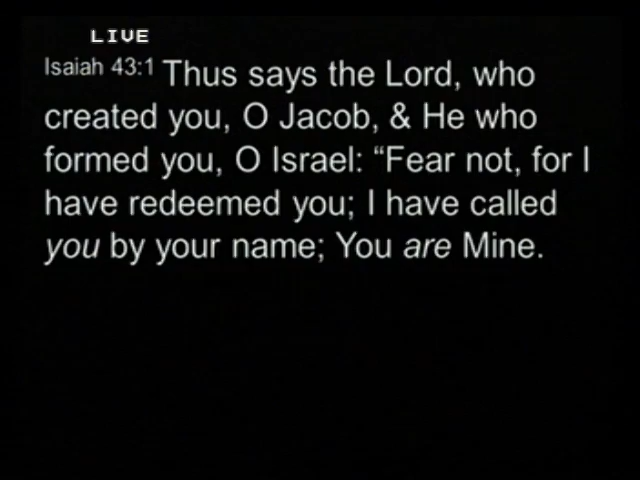 LIVE
Isaiah 43:1 Thus says the Lord, who
created you, O Jacob, & He who
formed you, O Israel: “Fear not, for I
have redeemed you; I have called
you by your name; You are Mine.